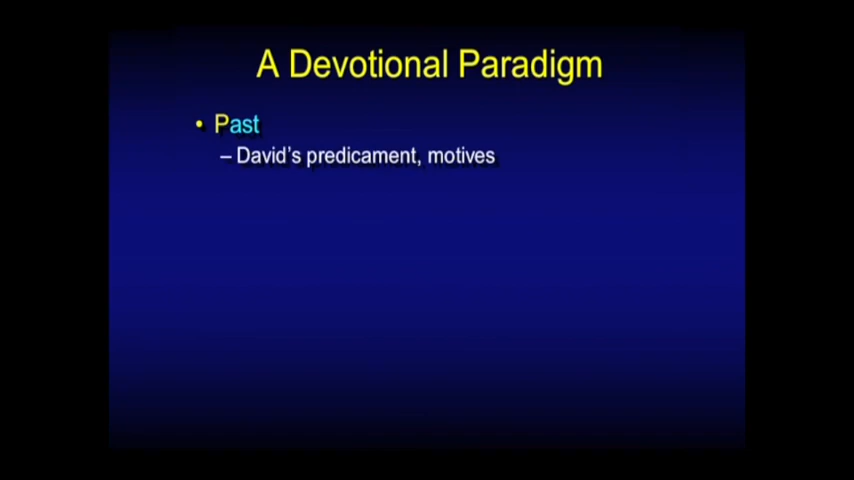 A Devotional Paradigm
• Past
– David's predicament, motives